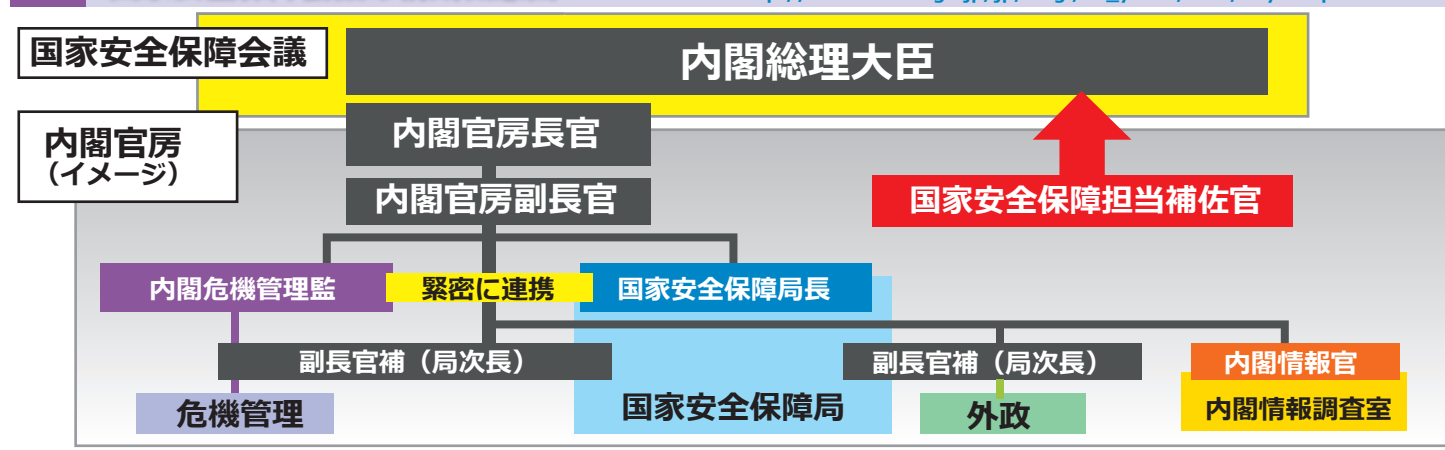 国家安全保障会議
内閣総理大臣
内閣官房
（イメージ）
内閣官房長官
内閣官房副長官
国家安全保障担当補佐官
内閣危機管理監
緊密に連携
国家安全保障局長
副長官補（局次長）
副長官補（局次長）
内閣情報官
危機管理
国家安全保障局
外政
内閣情報調査室